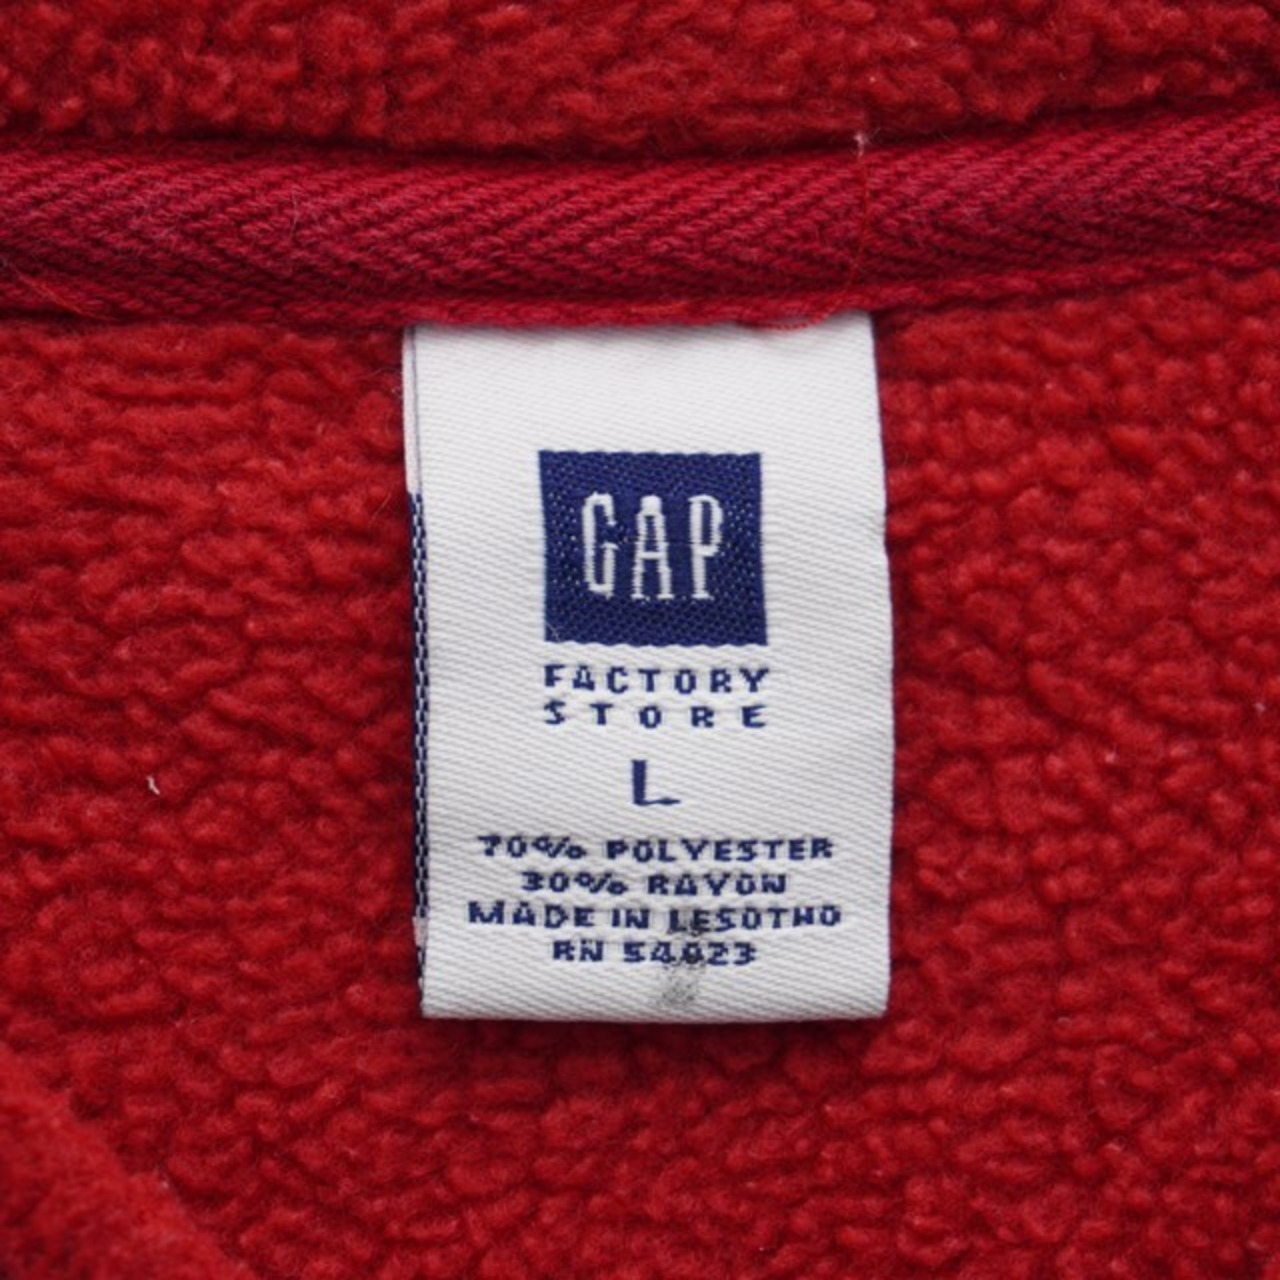 GAP
FACTORY
STORE
L
70% POLYESTER
30% RAYON
MADE IN LESOTHO
RN 54023